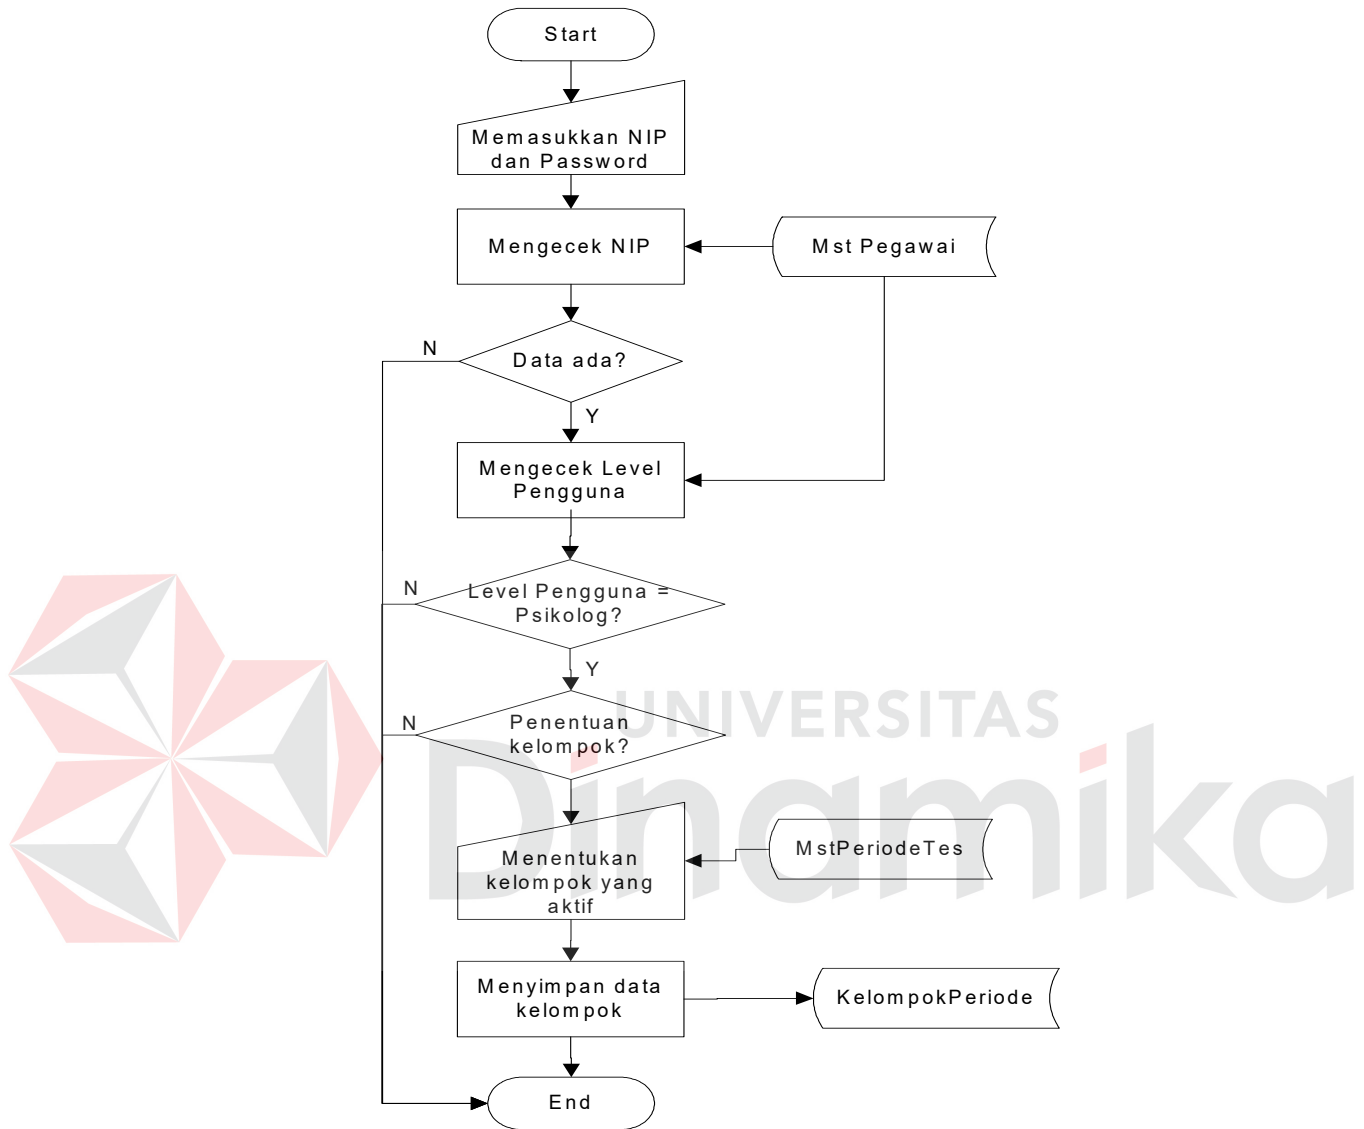 Start
Memasukkan NIP
dan Password
Mengecek NIP
Mst Pegawai
N
Data ada?
Y
Mengecek Level
Pengguna
N
Level Pengguna =
Psikolog?
Y
UNIVERSITAS
Dinamika
N
Penentuan
kelompok?
Menentukan
kelompok yang
aktif
MstPeriodeTes
Menyimpan data
kelompok
KelompokPeriode
End